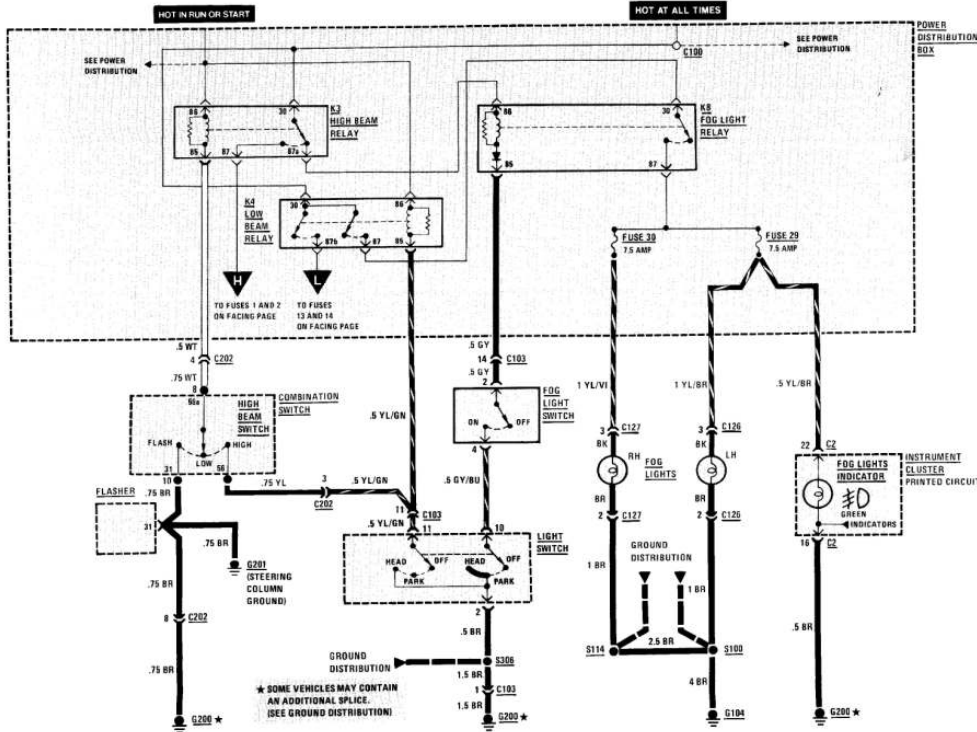 HOT IN RUN OR START
HOT AT ALL TIMES
POWER
DISTRIBUTION
BOX
SEE POWER
DISTRIBUTION
C100
SEE POWER
DISTRIBUTION
86
30
K3
HIGH BEAM
RELAY
85
87
87a
86
30
K8
FOG LIGHT
RELAY
85
87
K4
LOW
BEAM
RELAY
30
86
87b
87
85
H
L
TO FUSES 1 AND 2
ON FACING PAGE
TO FUSES
13 AND 14
ON FACING PAGE
FUSE 30
7.5 AMP
FUSE 29
7.5 AMP
.5 WT
4
C202
.75 WT
8
56a
HIGH
BEAM
SWITCH
COMBINATION
SWITCH
FLASH
LOW
HIGH
31
56
10
.75 BR
FLASHER
31
.75 BR
G201
(STEERING
COLUMN
GROUND)
.75 BR
8
C202
.75 BR
G200 ★
.75 YL
3
C202
.5 YL/GN
.5 YL/GN
11
C103
.5 YL/GN
11
.5 GY
14
C103
.5 GY
2
FOG
LIGHT
SWITCH
ON
OFF
4
.5 GY/BU
10
LIGHT
SWITCH
HEAD
OFF
PARK
HEAD
OFF
PARK
2
.5 BR
GROUND
DISTRIBUTION
S306
1.5 BR
1
C103
1.5 BR
G200 ★
★ SOME VEHICLES MAY CONTAIN
AN ADDITIONAL SPLICE.
(SEE GROUND DISTRIBUTION)
1 YL/VI
3
C127
BK
RH
FOG
LIGHTS
BR
2
C127
1 BR
1 YL/BR
3
C126
BK
LH
BR
2
C126
GROUND
DISTRIBUTION
1 BR
S114
2.5 BR
S100
4 BR
G104
.5 YL/BR
22
C2
FOG LIGHTS
INDICATOR
GREEN
INDICATORS
INSTRUMENT
CLUSTER
PRINTED CIRCUIT
16
C2
.5 BR
G200 ★